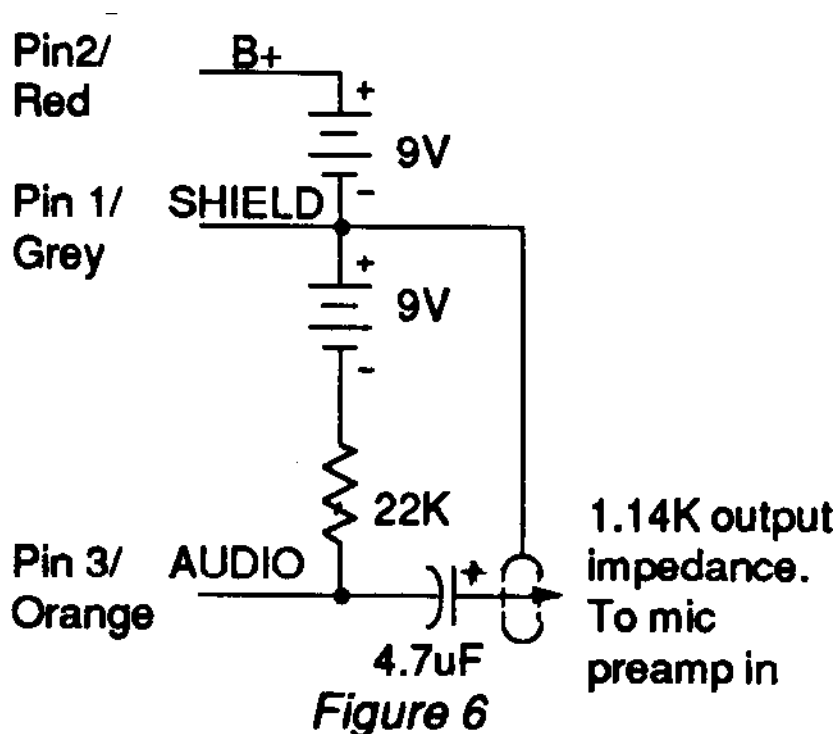 Pin2/
Red
B+
+
9V
-
Pin 1/
Grey
SHIELD
+
9V
-
22K
Pin 3/
Orange
AUDIO
+
4.7uF
1.14K output
impedance.
To mic
preamp in
Figure 6